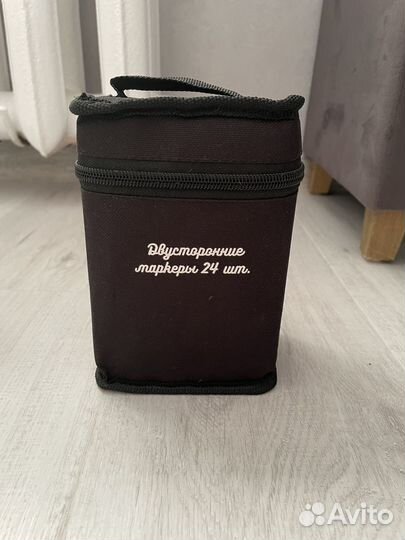 Двусторонние
маркеры 24 шт.
Avito